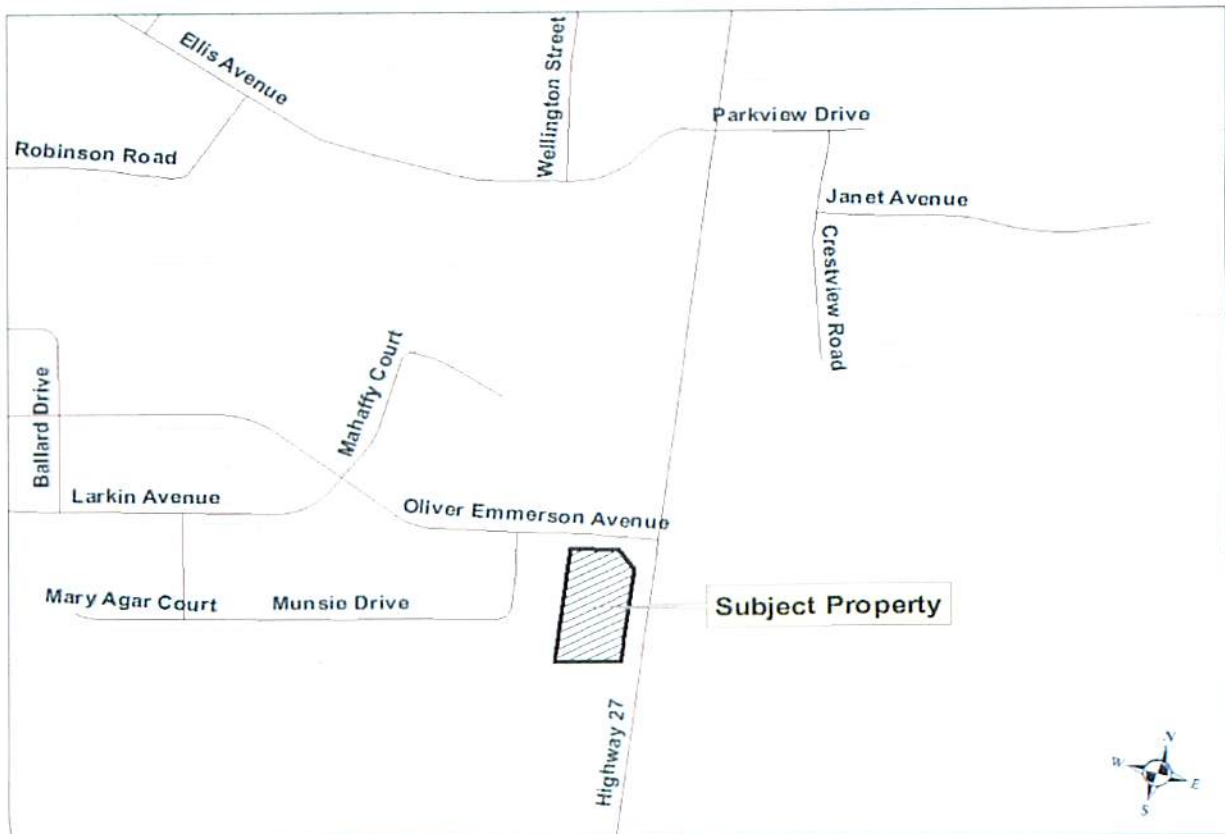 Ellis Avenue
Wellington Street
Parkview Drive
Robinson Road
Janet Avenue
Crestview Road
Mahaffy Court
Ballard Drive
Larkin Avenue
Oliver Emmerson Avenue
Mary Agar Court
Munsie Drive
Subject Property
Highway 27
N
W
E
S